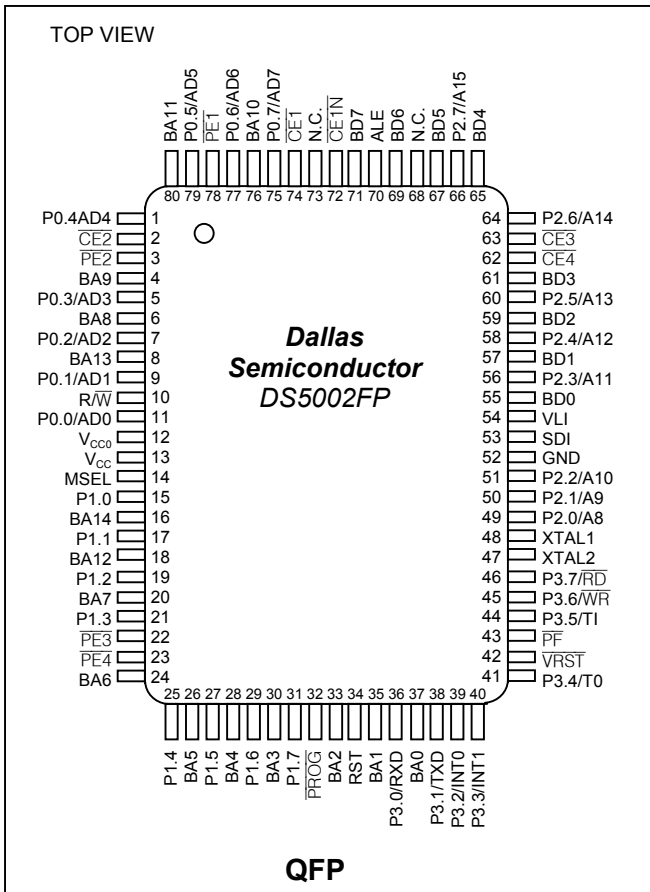 TOP VIEW
BA11
P0.5/AD5
PE1
P0.6/AD6
BA10
P0.7/AD7
CE1
N.C.
CE1N
BD7
ALE
BD6
N.C.
BD5
P2.7/A15
BD4
80 79 78 77 76 75 74 73 72 71 70 69 68 67 66 65
P0.4AD4 1
CE2 2
PE2 3
BA9 4
P0.3/AD3 5
BA8 6
P0.2/AD2 7
BA13 8
P0.1/AD1 9
R/W 10
P0.0/AD0 11
VCC0 12
VCC 13
MSEL 14
P1.0 15
BA14 16
P1.1 17
BA12 18
P1.2 19
BA7 20
P1.3 21
PE3 22
PE4 23
BA6 24
Dallas
Semiconductor
DS5002FP
64 P2.6/A14
63 CE3
62 CE4
61 BD3
60 P2.5/A13
59 BD2
58 P2.4/A12
57 BD1
56 P2.3/A11
55 BD0
54 VLI
53 SDI
52 GND
51 P2.2/A10
50 P2.1/A9
49 P2.0/A8
48 XTAL1
47 XTAL2
46 P3.7/RD
45 P3.6/WR
44 P3.5/TI
43 PF
42 VRST
41 P3.4/T0
25 26 27 28 29 30 31 32 33 34 35 36 37 38 39 40
P1.4
BA5
P1.5
BA4
P1.6
BA3
P1.7
PROG
BA2
RST
BA1
P3.0/RXD
BA0
P3.1/TXD
P3.2/INT0
P3.3/INT1
QFP